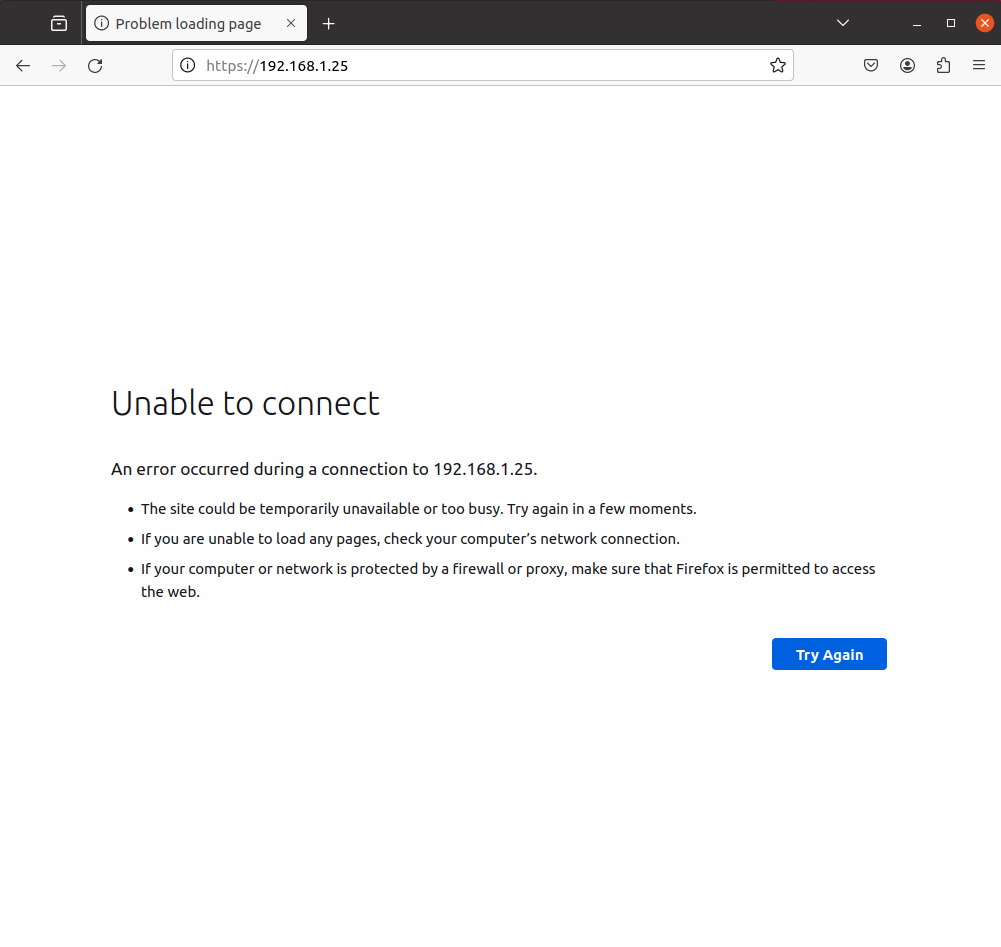 Problem loading page
https://192.168.1.25
Unable to connect
An error occurred during a connection to 192.168.1.25.
• The site could be temporarily unavailable or too busy. Try again in a few moments.
• If you are unable to load any pages, check your computer’s network connection.
• If your computer or network is protected by a firewall or proxy, make sure that Firefox is permitted to access
the web.
Try Again